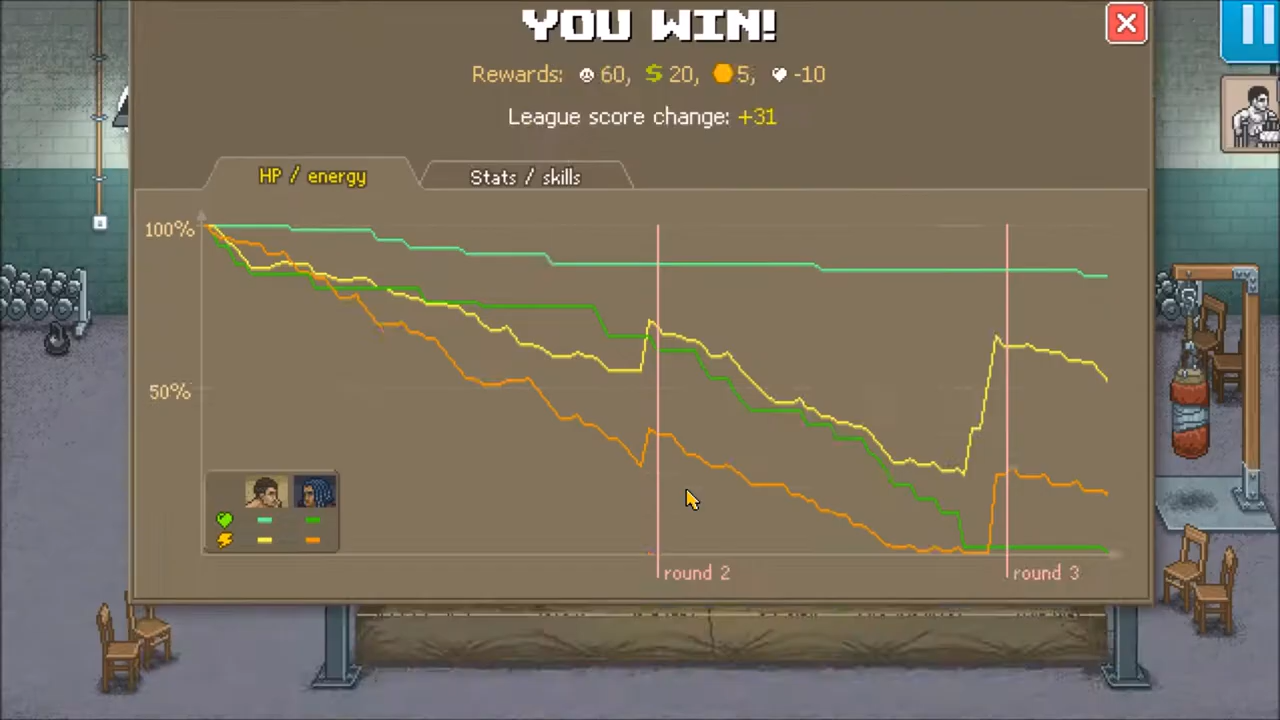 YOU WIN!
Rewards: 60, $ 20, 5, -10
League score change: +31
HP / energy
Stats / skills
100%
50%
round 2
round 3